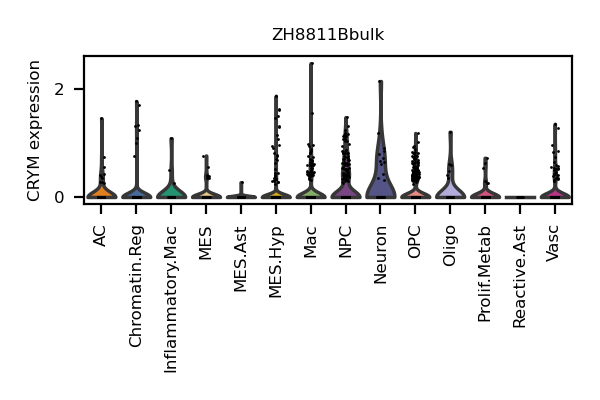 ZH8811Bbulk
CRYM expression
2
0
AC
Chromatin.Reg
Inflammatory.Mac
MES
MES.Ast
MES.Hyp
Mac
NPC
Neuron
OPC
Oligo
Prolif.Metab
Reactive.Ast
Vasc